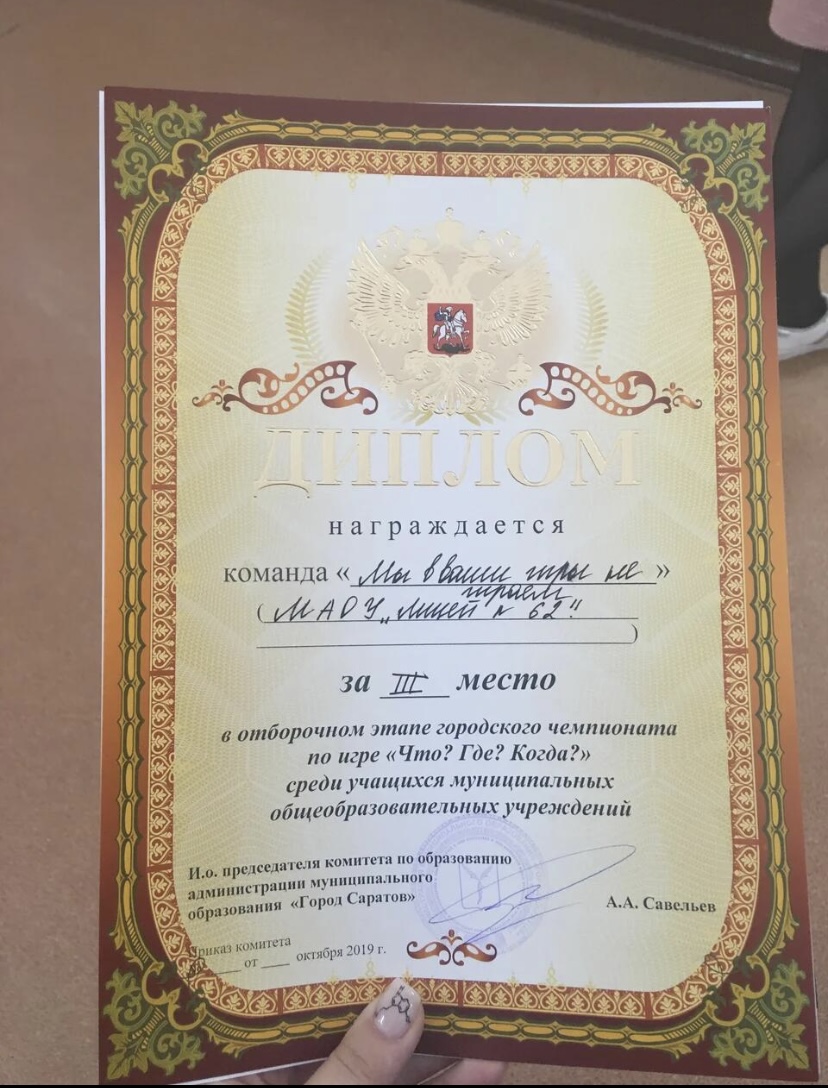 ДИПЛОМ
награждается
команда « Мы в ваши игры не »
играем
( МАОУ „Лицей № 62"
)
за III место
в отборочном этапе городского чемпионата
по игре «Что? Где? Когда?»
среди учащихся муниципальных
общеобразовательных учреждений
И.о. председателя комитета по образованию
администрации муниципального
образования «Город Саратов»
А.А. Савельев
Приказ комитета
от октября 2019 г.